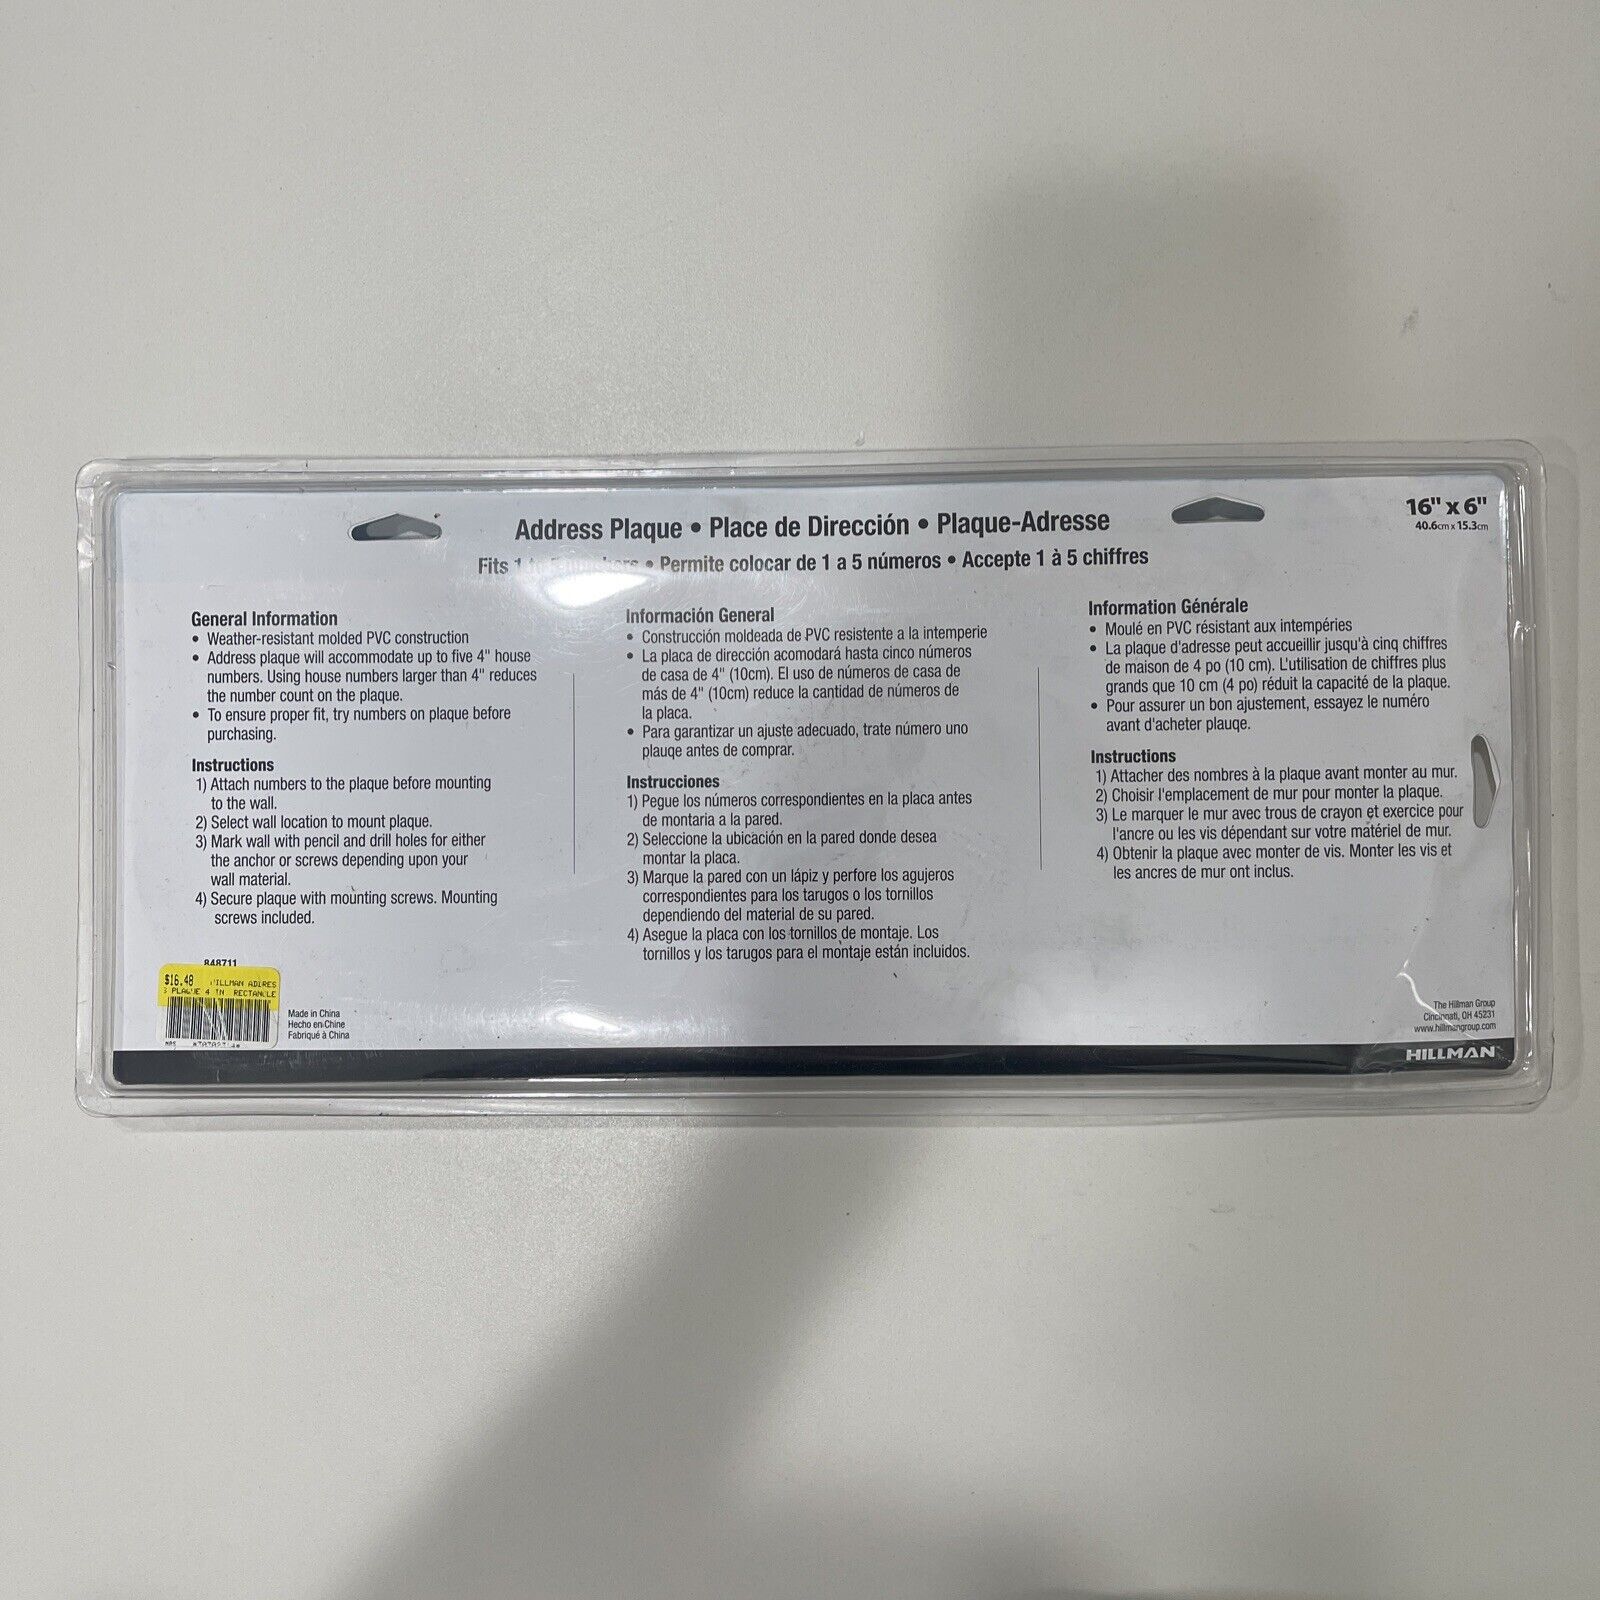 16" x 6"
40.6cm x 15.3cm
Address Plaque • Place de Dirección • Plaque-Adresse
Fits 1 to 5 numbers • Permite colocar de 1 a 5 números • Accepte 1 à 5 chiffres
General Information
• Weather-resistant molded PVC construction
• Address plaque will accommodate up to five 4" house
numbers. Using house numbers larger than 4" reduces
the number count on the plaque.
• To ensure proper fit, try numbers on plaque before
purchasing.
Instructions
1) Attach numbers to the plaque before mounting
to the wall.
2) Select wall location to mount plaque.
3) Mark wall with pencil and drill holes for either
the anchor or screws depending upon your
wall material.
4) Secure plaque with mounting screws. Mounting
screws included.
848711
$16.48 HILLMAN ADDRES
PLAQUE 4 IN RECTANGLE
Made in China
Hecho en Chine
Fabriqué à China
Información General
• Construcción moldeada de PVC resistente a la intemperie
• La placa de dirección acomodará hasta cinco números
de casa de 4" (10cm). El uso de números de casa de
más de 4" (10cm) reduce la cantidad de números de
la placa.
• Para garantizar un ajuste adecuado, trate número uno
plauqe antes de comprar.
Instrucciones
1) Pegue los números correspondientes en la placa antes
de montaria a la pared.
2) Seleccione la ubicación en la pared donde desea
montar la placa.
3) Marque la pared con un lápiz y perfore los agujeros
correspondientes para los tarugos o los tornillos
dependiendo del material de su pared.
4) Asegue la placa con los tornillos de montaje. Los
tornillos y los tarugos para el montaje están incluidos.
Information Générale
• Moulé en PVC résistant aux intempéries
• La plaque d'adresse peut accueillir jusqu'à cinq chiffres
de maison de 4 po (10 cm). L'utilisation de chiffres plus
grands que 10 cm (4 po) réduit la capacité de la plaque.
• Pour assurer un bon ajustement, essayez le numéro
avant d'acheter plauqe.
Instructions
1) Attacher des nombres à la plaque avant monter au mur.
2) Choisir l'emplacement de mur pour monter la plaque.
3) Le marquer le mur avec trous de crayon et exercice pour
l'ancre ou les vis dépendant sur votre matériel de mur.
4) Obtenir la plaque avec monter de vis. Monter les vis et
les ancres de mur ont inclus.
The Hillman Group
Cincinnati, OH 45231
www.hillmangroup.com
HILLMAN